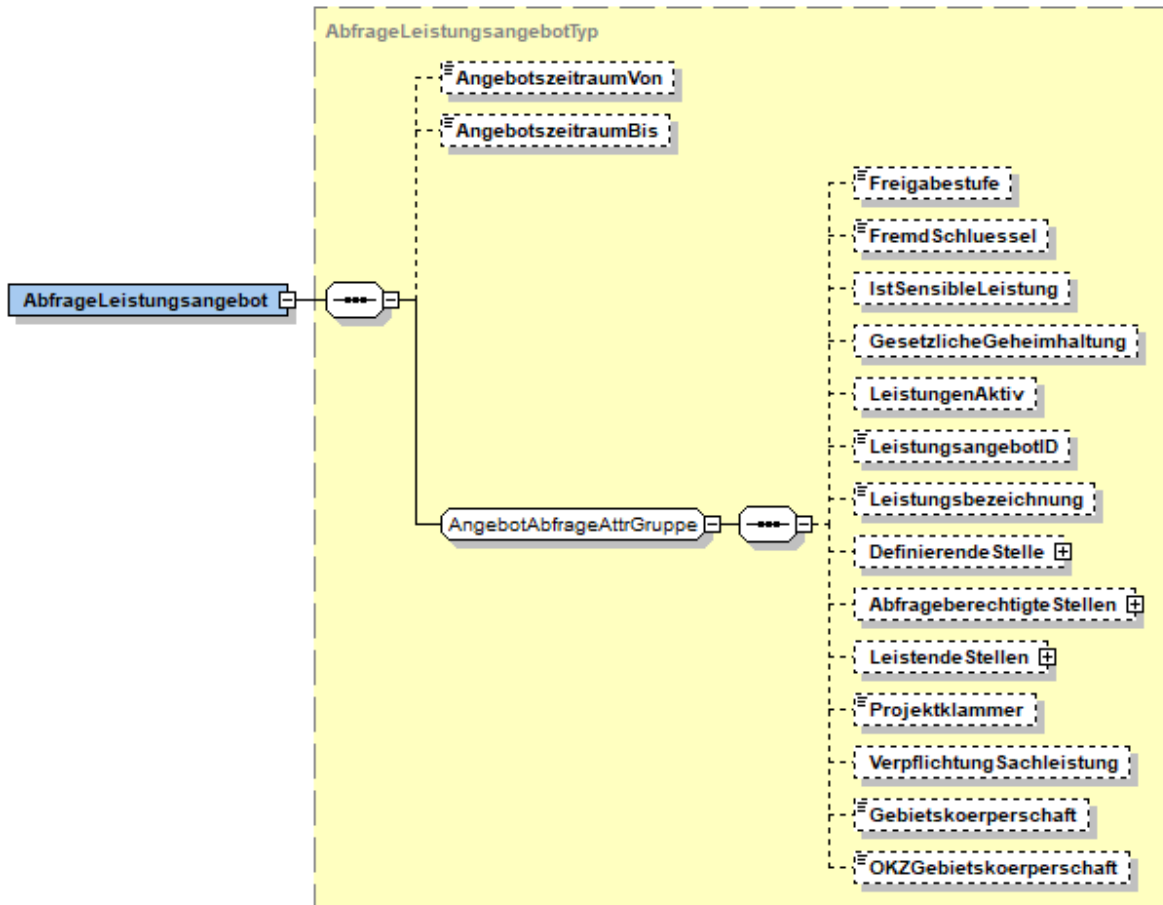 AbfrageLeistungsangebotTyp
AngebotszeitraumVon
AngebotszeitraumBis
Freigabestufe
FremdSchluessel
IstSensibleLeistung
AbfrageLeistungsangebot
GesetzlicheGeheimhaltung
LeistungenAktiv
LeistungsangebotID
Leistungsbezeichnung
AngebotAbfrageAttrGruppe
DefinierendeStelle
AbfrageberechtigteStellen
LeistendeStellen
Projektklammer
VerpflichtungSachleistung
Gebietskoerperschaft
OKZGebietskoerperschaft